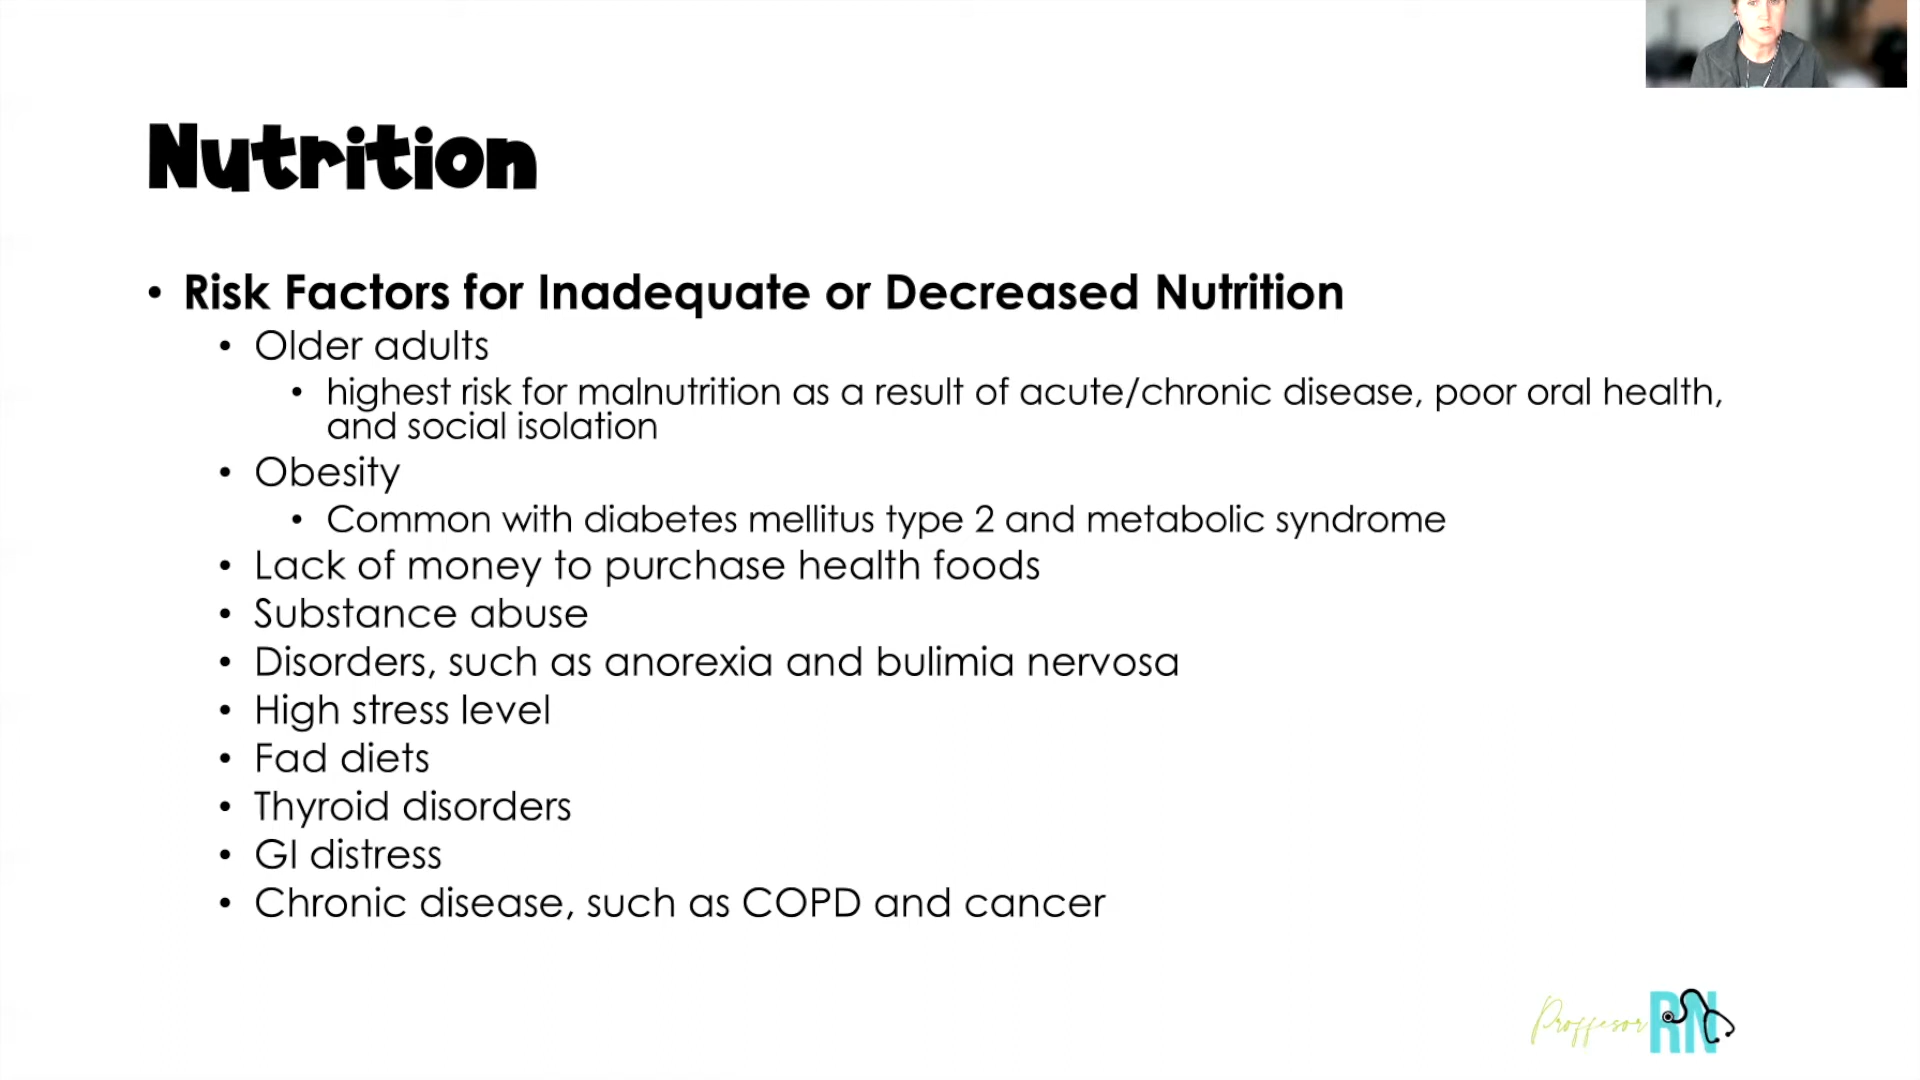 Nutrition
• Risk Factors for Inadequate or Decreased Nutrition
• Older adults
• highest risk for malnutrition as a result of acute/chronic disease, poor oral health,
and social isolation
• Obesity
• Common with diabetes mellitus type 2 and metabolic syndrome
• Lack of money to purchase health foods
• Substance abuse
• Disorders, such as anorexia and bulimia nervosa
• High stress level
• Fad diets
• Thyroid disorders
• GI distress
• Chronic disease, such as COPD and cancer
Proffesor RN